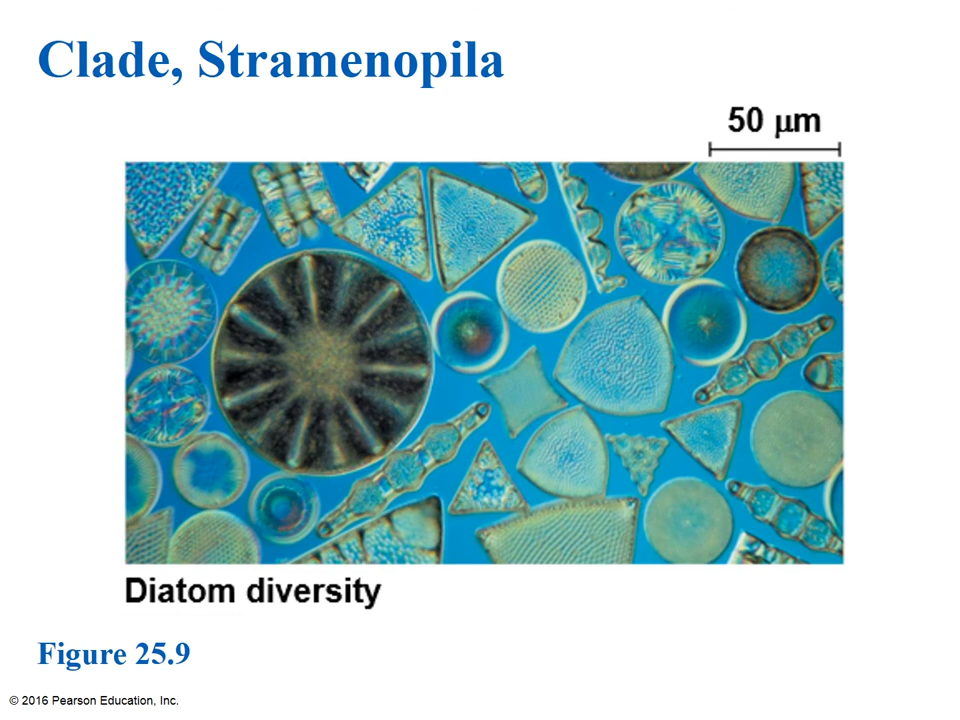 Clade, Stramenopila
50 μm
Diatom diversity
Figure 25.9
© 2016 Pearson Education, Inc.